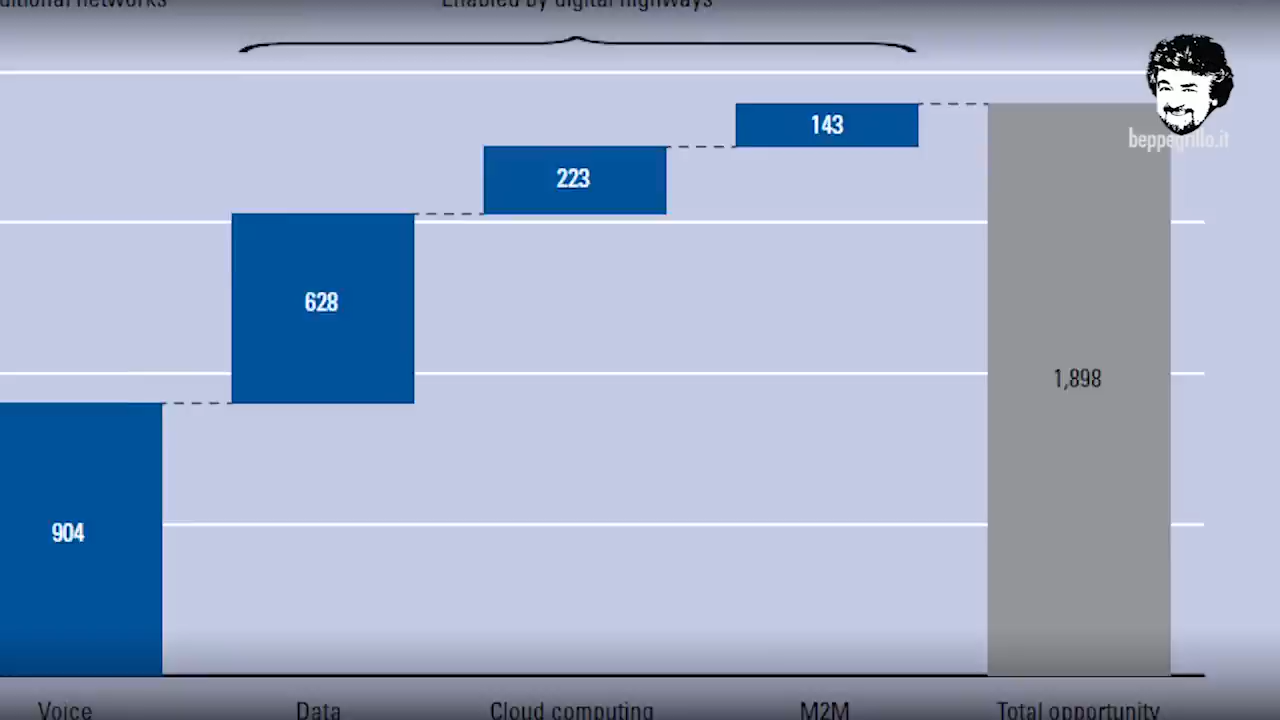 networks Enabled by digital highways
beppegrillo.it
143
223
628
1,898
904
Voice Data Cloud computing M2M Total opportunity